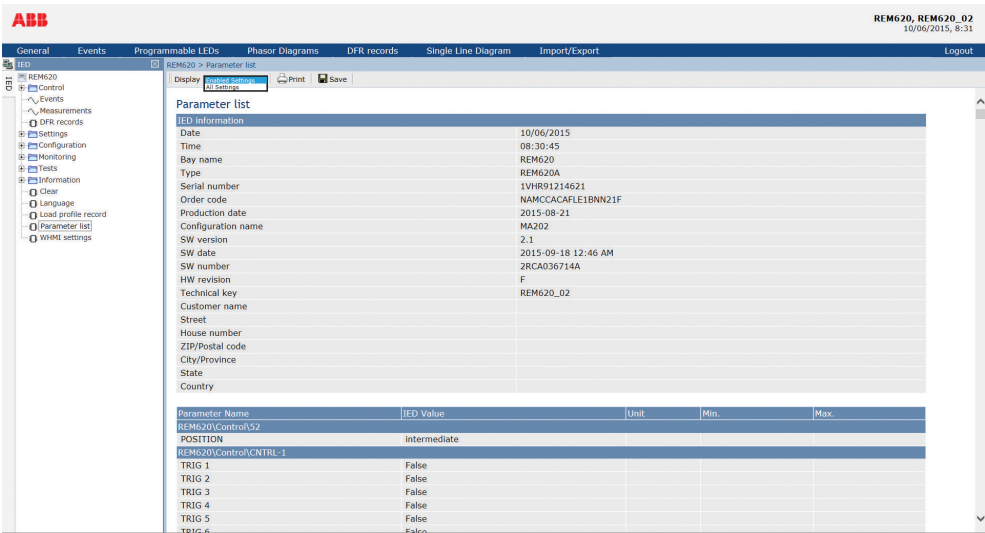 ABB
REM620, REM620_02
10/06/2015, 8:31
General Events Programmable LEDs Phasor Diagrams DFR records Single Line Diagram Import/Export Logout
IED
IED
REM620
Control
Events
Measurements
DFR records
Settings
Configuration
Monitoring
Tests
Information
Clear
Language
Load profile record
Parameter list
WHMI settings
REM620 > Parameter list
Display Enabled Settings Print Save
All Settings
Parameter list
IED information
Date 10/06/2015
Time 08:30:45
Bay name REM620
Type REM620A
Serial number 1VHR91214621
Order code NAMCCACAFLE1BNN21F
Production date 2015-08-21
Configuration name MA202
SW version 2.1
SW date 2015-09-18 12:46 AM
SW number 2RCA036714A
HW revision F
Technical key REM620_02
Customer name
Street
House number
ZIP/Postal code
City/Province
State
Country
Parameter Name IED Value Unit Min. Max.
REM620\Control\52
POSITION intermediate
REM620\Control\CNTRL-1
TRIG 1 False
TRIG 2 False
TRIG 3 False
TRIG 4 False
TRIG 5 False
TRIG 6 False